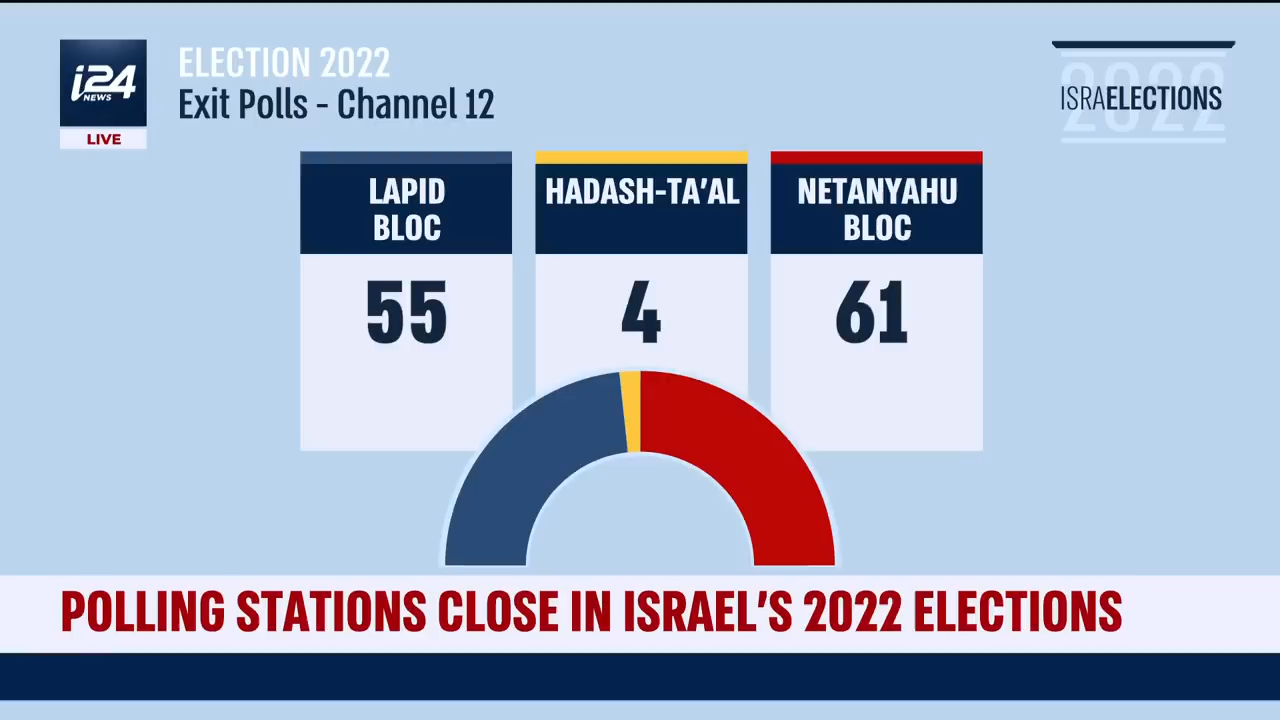 i24
NEWS
LIVE
ELECTION 2022
Exit Polls - Channel 12
2022
ISRAELECTIONS
LAPID
BLOC
55
HADASH-TA'AL
4
NETANYAHU
BLOC
61
POLLING STATIONS CLOSE IN ISRAEL'S 2022 ELECTIONS